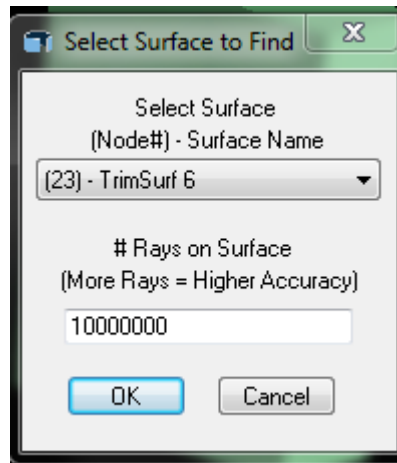 Select Surface to Find
Select Surface
(Node#) - Surface Name
(23) - TrimSurf 6
# Rays on Surface
(More Rays = Higher Accuracy)
10000000
OK Cancel